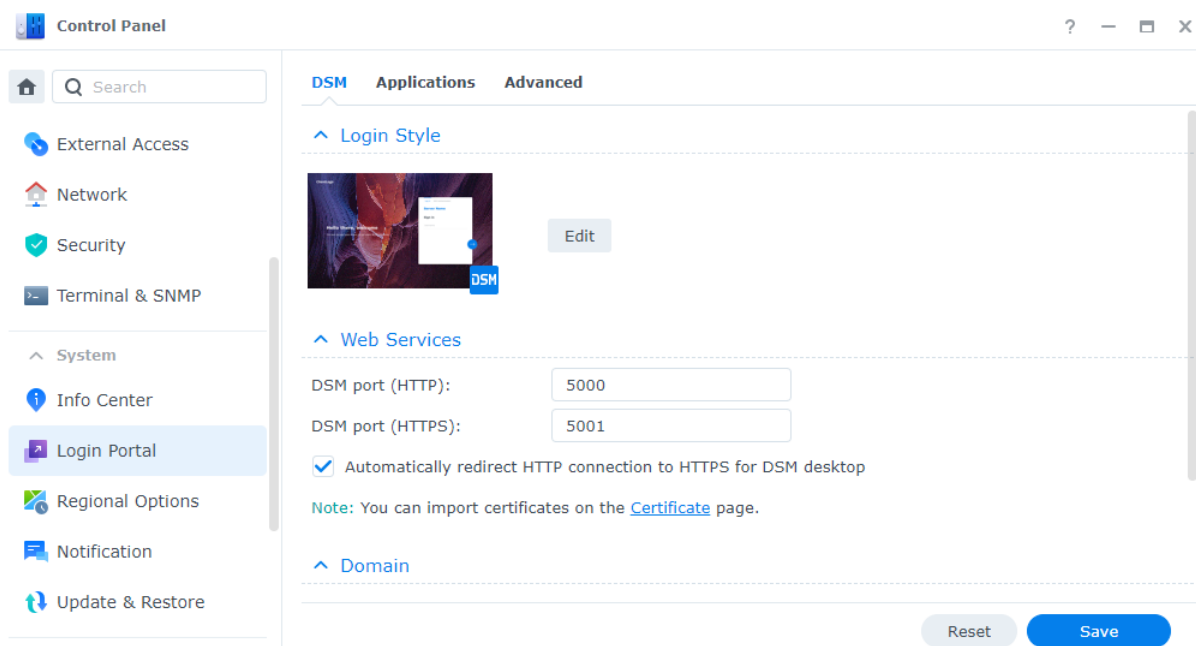 Control Panel
?
Search
External Access
Network
Security
Terminal & SNMP
System
Info Center
Login Portal
Regional Options
Notification
Update & Restore
DSM Applications Advanced
Login Style
Hello there, welcome
DSM
Edit
Web Services
DSM port (HTTP): 5000
DSM port (HTTPS): 5001
Automatically redirect HTTP connection to HTTPS for DSM desktop
Note: You can import certificates on the Certificate page.
Domain
Reset Save